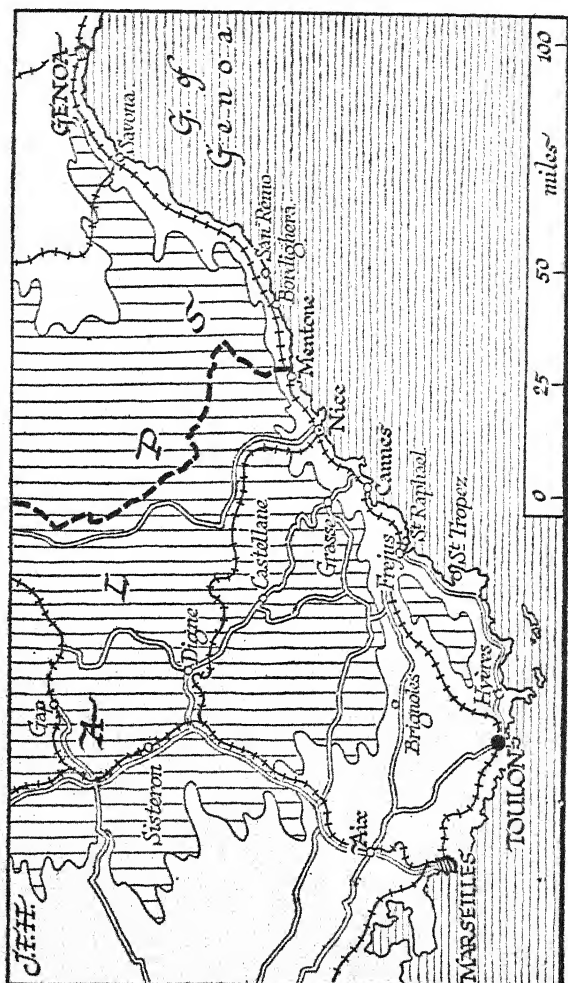 J.F.H.
Gap
A L P S
Sisteron
Digne
Castellane
Grasse
Aix
Brignoles
Frejus
Cannes
Nice
Mentone
Bordighera
San Remo
Savona
GENOA
G. of
Genoa
St Raphael
St Tropez
Hyères
TOULON
MARSEILLES
0 25 50 miles 100